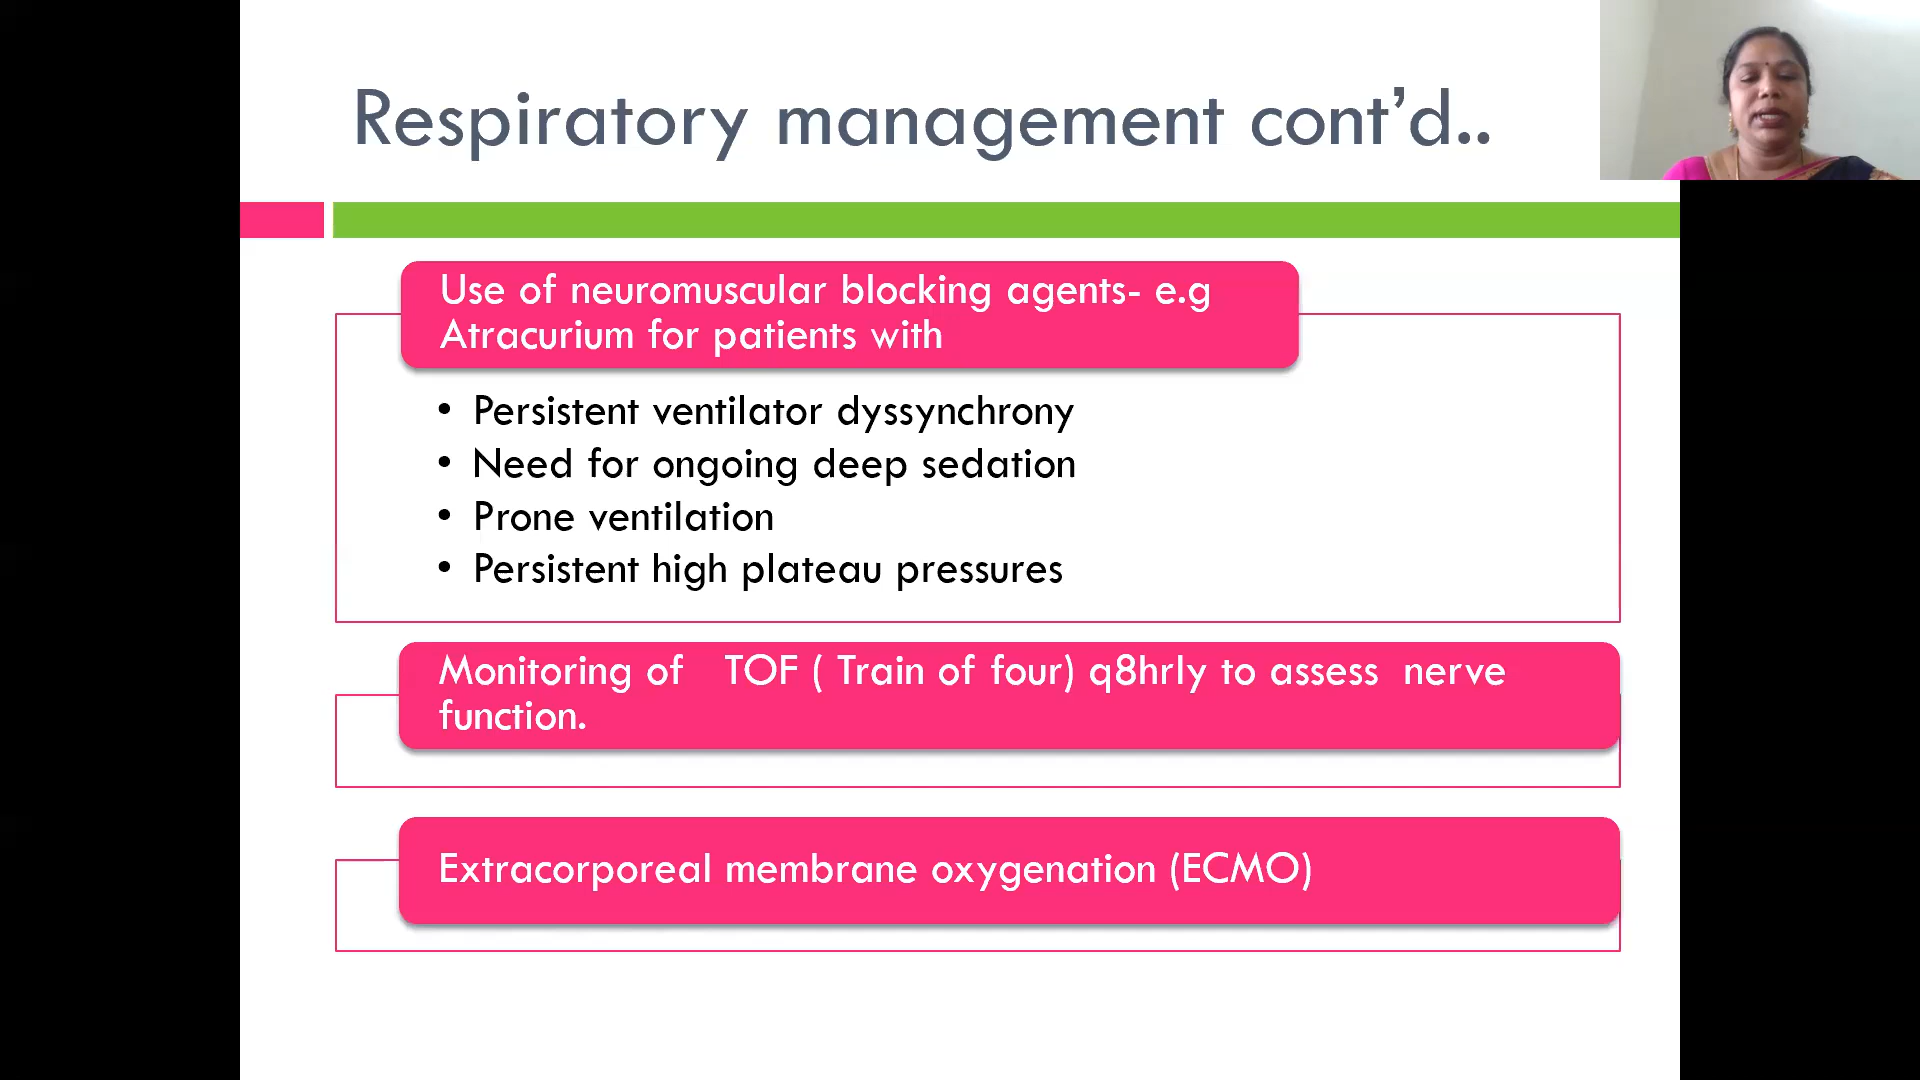 Respiratory management cont’d..
Use of neuromuscular blocking agents- e.g
Atracurium for patients with
• Persistent ventilator dyssynchrony
• Need for ongoing deep sedation
• Prone ventilation
• Persistent high plateau pressures
Monitoring of TOF ( Train of four) q8hrly to assess nerve
function.
Extracorporeal membrane oxygenation (ECMO)